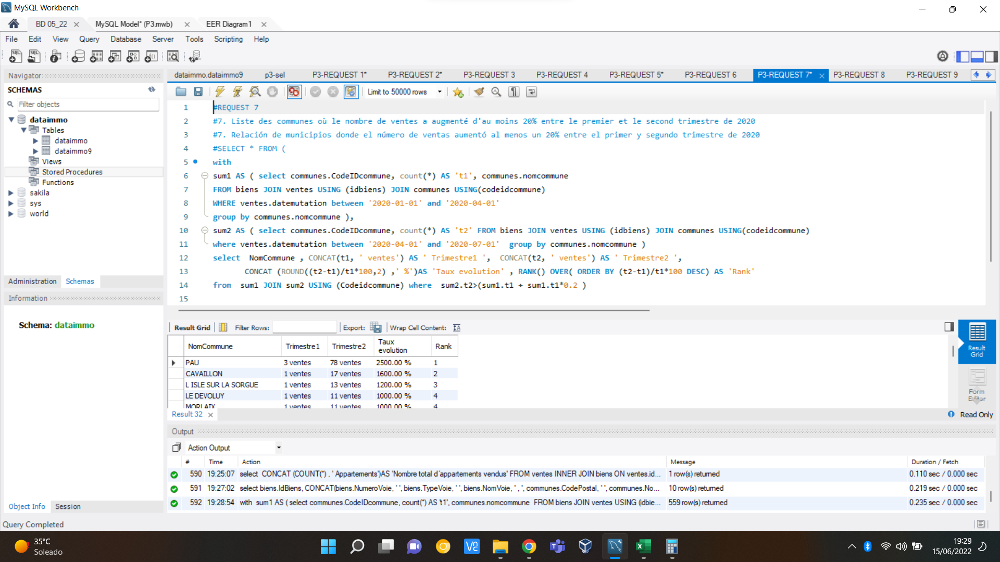 MySQL Workbench
BD 05_22
MySQL Model* (P3.mwb)
EER Diagram1
File Edit View Query Database Server Tools Scripting Help
Navigator
SCHEMAS
Filter objects
dataimmo
Tables
dataimmo
dataimmo9
Views
Stored Procedures
Functions
sakila
sys
world
Administration Schemas
Information
Schema: dataimmo
Object Info Session
dataimmo.dataimmo9 p3-sel P3-REQUEST 1* P3-REQUEST 2* P3-REQUEST 3 P3-REQUEST 4 P3-REQUEST 5* P3-REQUEST 6 P3-REQUEST 7* P3-REQUEST 8 P3-REQUEST 9
Limit to 50000 rows
1 #REQUEST 7
2 #7. Liste des communes où le nombre de ventes a augmenté d'au moins 20% entre le premier et le second trimestre de 2020
3 #7. Relación de municipios donde el número de ventas aumentó al menos un 20% entre el primer y segundo trimestre de 2020
4 #SELECT * FROM (
5 with
6 sum1 AS ( select communes.CodeIDcommune, count(*) AS 't1', communes.nomcommune
7 FROM biens JOIN ventes USING (idbiens) JOIN communes USING(codeidcommune)
8 WHERE ventes.datemutation between '2020-01-01' and '2020-04-01'
9 group by communes.nomcommune ),
10 sum2 AS ( select communes.CodeIDcommune, count(*) AS 't2' FROM biens JOIN ventes USING (idbiens) JOIN communes USING(codeidcommune)
11 where ventes.datemutation between '2020-04-01' and '2020-07-01'  group by communes.nomcommune )
12 select  NomCommune , CONCAT(t1, ' ventes') AS ' Trimestre1 ',  CONCAT(t2, ' ventes') AS ' Trimestre2 ',
13 CONCAT (ROUND((t2-t1)/t1*100,2) ,' %')AS 'Taux evolution' , RANK() OVER( ORDER BY (t2-t1)/t1*100 DESC) AS 'Rank'
14 from  sum1 JOIN sum2 USING (Codeidcommune) where  sum2.t2>(sum1.t1 + sum1.t1*0.2 )
15
Result Grid Filter Rows: Export: Wrap Cell Content:
NomCommune Trimestre1 Trimestre2 Taux evolution Rank
PAU 3 ventes 78 ventes 2500.00 % 1
CAVAILLON 1 ventes 17 ventes 1600.00 % 2
L ISLE SUR LA SORGUE 1 ventes 13 ventes 1200.00 % 3
LE DEVOLUY 1 ventes 11 ventes 1000.00 % 4
MORLAIX 1 ventes 11 ventes 1000.00 % 4
Result Grid
Form Editor
Result 32
Read Only
Output
Action Output
# Time Action Message Duration / Fetch
590 19:25:07 select  CONCAT (COUNT(*) , ' Appartements')AS 'Nombre total d´appartements vendus' FROM ventes INNER JOIN biens ON ventes.id... 1 row(s) returned 0.110 sec / 0.000 sec
591 19:27:02 select biens.IdBiens, CONCAT(biens.NumeroVoie, ' ', biens.TypeVoie, ' ', biens.NomVoie, ' , ', communes.CodePostal, ' ', communes.No... 10 row(s) returned 0.219 sec / 0.000 sec
592 19:28:54 with  sum1 AS ( select communes.CodeIDcommune, count(*) AS 't1', communes.nomcommune  FROM biens JOIN ventes USING (idbie... 559 row(s) returned 0.235 sec / 0.000 sec
Query Completed
35°C
Soleado
19:29
15/06/2022